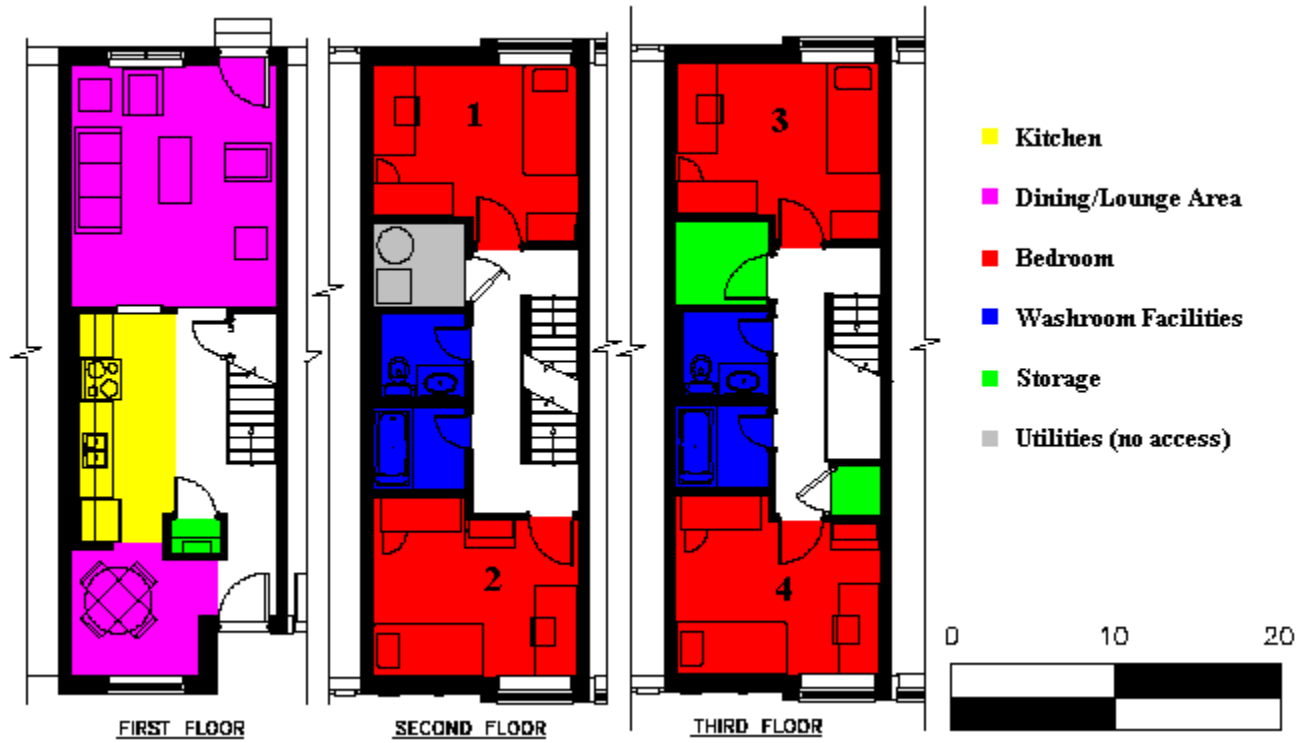 1
3
2
4
Kitchen
Dining/Lounge Area
Bedroom
Washroom Facilities
Storage
Utilities (no access)
0 10 20
FIRST FLOOR
SECOND FLOOR
THIRD FLOOR